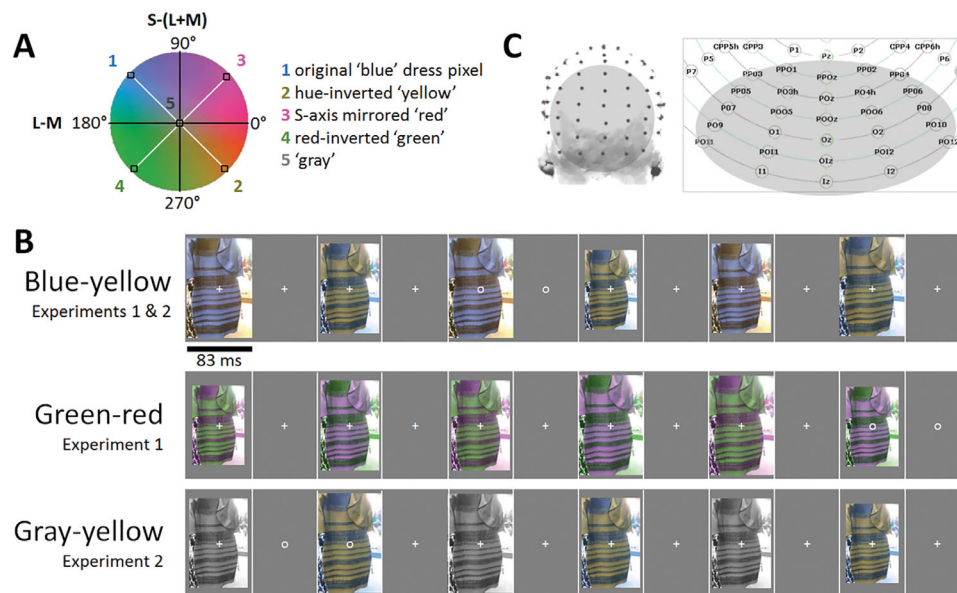 A
S-(L+M)
90°
1
3
5
L-M
180°
0°
4
2
270°
1 original 'blue' dress pixel
2 hue-inverted 'yellow'
3 S-axis mirrored 'red'
4 red-inverted 'green'
5 'gray'
C
CPP5h CPP3 P1 Pz P2 CPP4 CPP6h
P5 P6
P7 PPO3 PPO1 PPOz PPO2 PPO4
PPO5 PO3h POz PO4h PPO6
PO7 POO5 POOz POO6 PO8
PO9 O1 Oz O2 PO10
PO11 POI1 OIz POI2 PO12
I1 Iz I2
B
Blue-yellow
Experiments 1 & 2
83 ms
Green-red
Experiment 1
Gray-yellow
Experiment 2